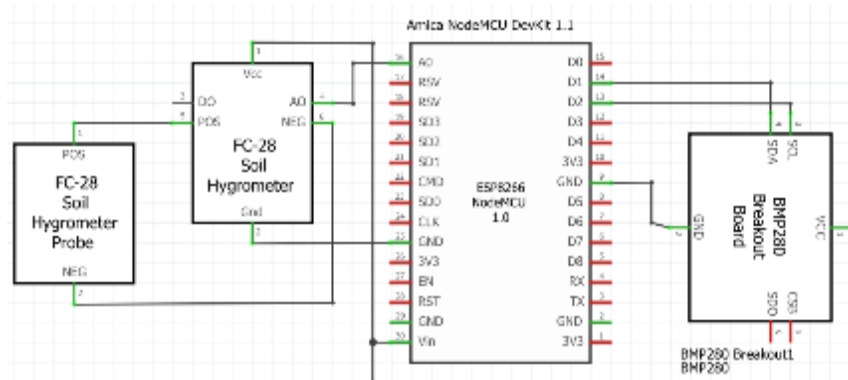 Amica NodeMCU DevKit 1.1
Vcc
DO
POS
AO
NEG
FC-28
Soil
Hygrometer
Gnd
POS
FC-28
Soil
Hygrometer
Probe
NEG
A0
RSV
RSV
SD3
SD2
SD1
CMD
SD0
CLK
GND
3V3
EN
RST
GND
Vin
ESP8266
NodeMCU
1.0
D0
D1
D2
D3
D4
3V3
GND
D5
D6
D7
D8
RX
TX
GND
3V3
SDA
SCL
GND
BMP280
Breakout
Board
VCC
SDO
CSB
BMP280 Breakout1
BMP280